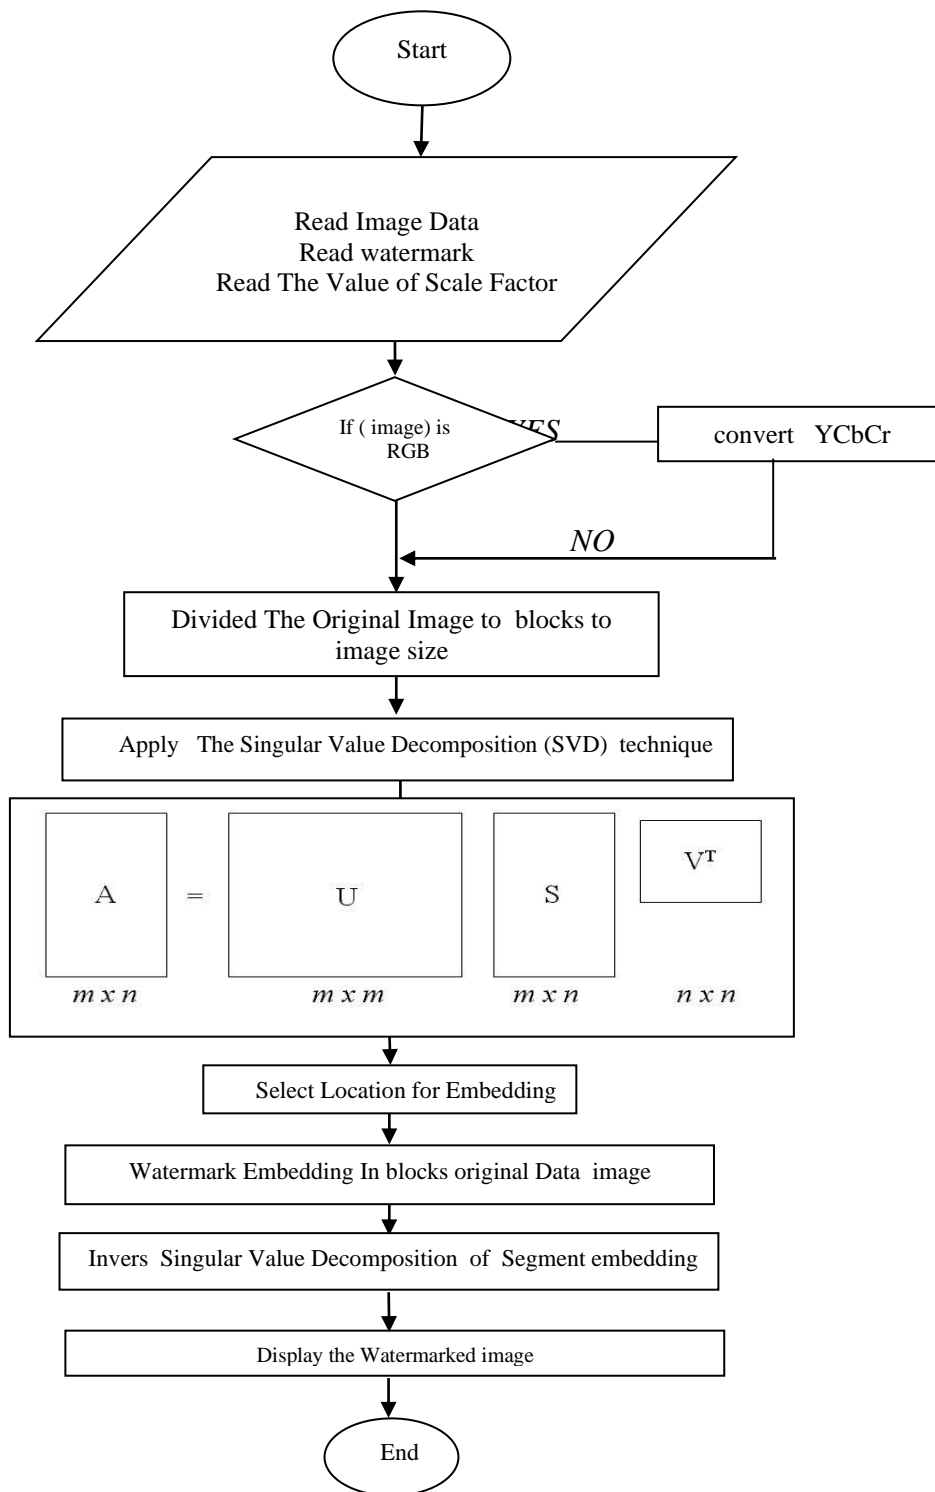 Start
Read Image Data
Read watermark
Read The Value of Scale Factor
If ( image) is
RGB
YES
convert YCbCr
NO
Divided The Original Image to blocks to
image size
Apply The Singular Value Decomposition (SVD) technique
A = U S Vᵀ
m x n m x m m x n n x n
Select Location for Embedding
Watermark Embedding In blocks original Data image
Invers Singular Value Decomposition of Segment embedding
Display the Watermarked image
End